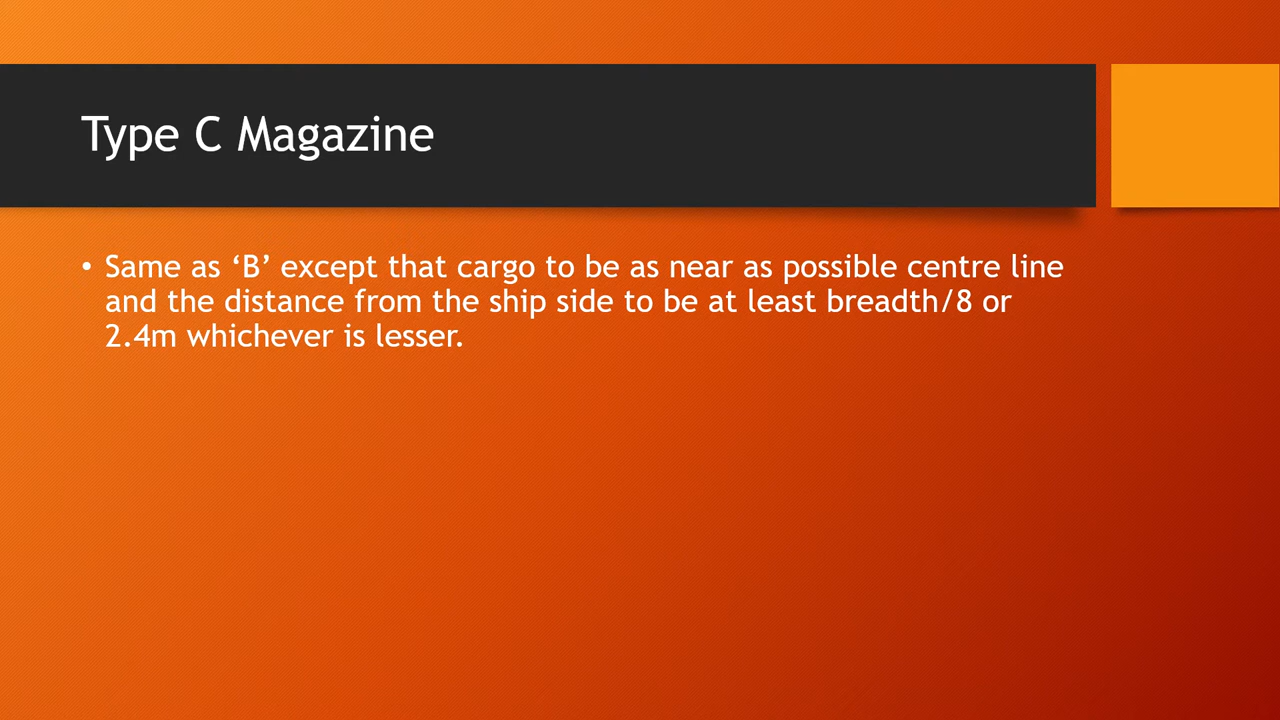 Type C Magazine
• Same as ‘B’ except that cargo to be as near as possible centre line
and the distance from the ship side to be at least breadth/8 or
2.4m whichever is lesser.